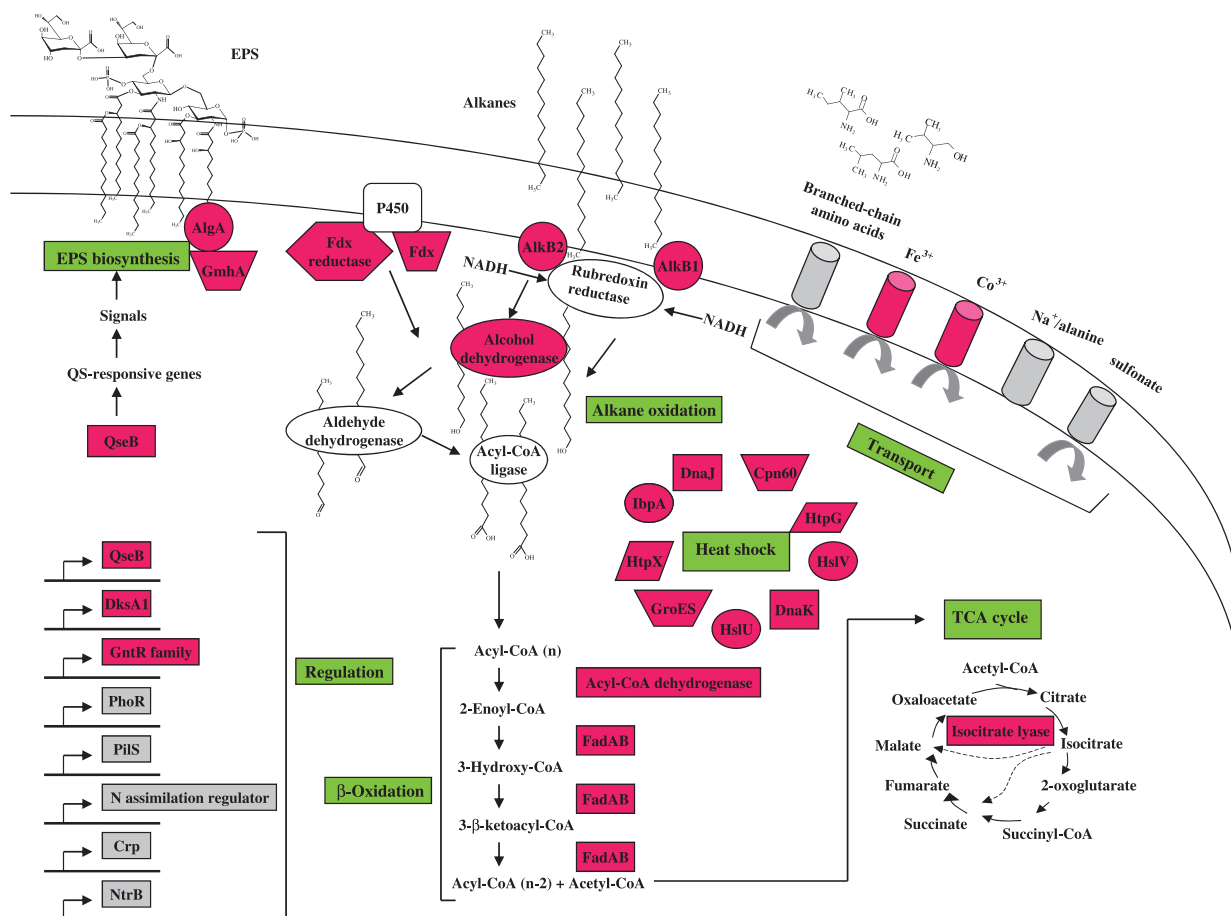 EPS
Alkanes
Branched-chain
amino acids
Fe³⁺
Co³⁺
Na⁺/alanine
sulfonate
P450
Fdx
reductase
Fdx
AlgA
GmhA
EPS biosynthesis
Signals
QS-responsive genes
QseB
AlkB2
AlkB1
NADH
Rubredoxin
reductase
NADH
Alcohol
dehydrogenase
Aldehyde
dehydrogenase
Acyl-CoA
ligase
Alkane oxidation
Transport
DnaJ
Cpn60
IbpA
HtpG
Heat shock
HtpX
HslV
GroES
HslU
DnaK
QseB
DksA1
GntR family
PhoR
PilS
N assimilation regulator
Crp
NtrB
Regulation
β-Oxidation
Acyl-CoA (n)
Acyl-CoA dehydrogenase
2-Enoyl-CoA
FadAB
3-Hydroxy-CoA
FadAB
3-β-ketoacyl-CoA
FadAB
Acyl-CoA (n-2) + Acetyl-CoA
TCA cycle
Acetyl-CoA
Oxaloacetate
Citrate
Isocitrate lyase
Malate
Isocitrate
Fumarate
2-oxoglutarate
Succinate
Succinyl-CoA